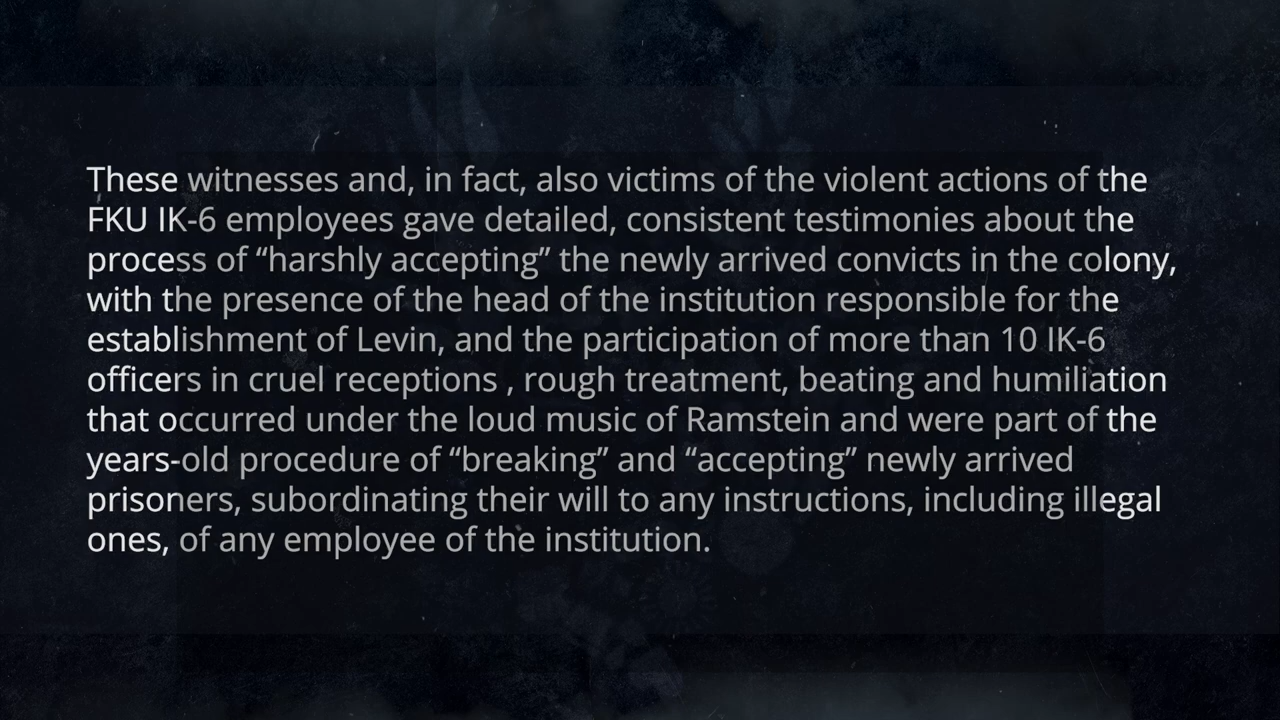 These witnesses and, in fact, also victims of the violent actions of the
FKU IK-6 employees gave detailed, consistent testimonies about the
process of “harshly accepting” the newly arrived convicts in the colony,
with the presence of the head of the institution responsible for the
establishment of Levin, and the participation of more than 10 IK-6
officers in cruel receptions , rough treatment, beating and humiliation
that occurred under the loud music of Ramstein and were part of the
years-old procedure of “breaking” and “accepting” newly arrived
prisoners, subordinating their will to any instructions, including illegal
ones, of any employee of the institution.